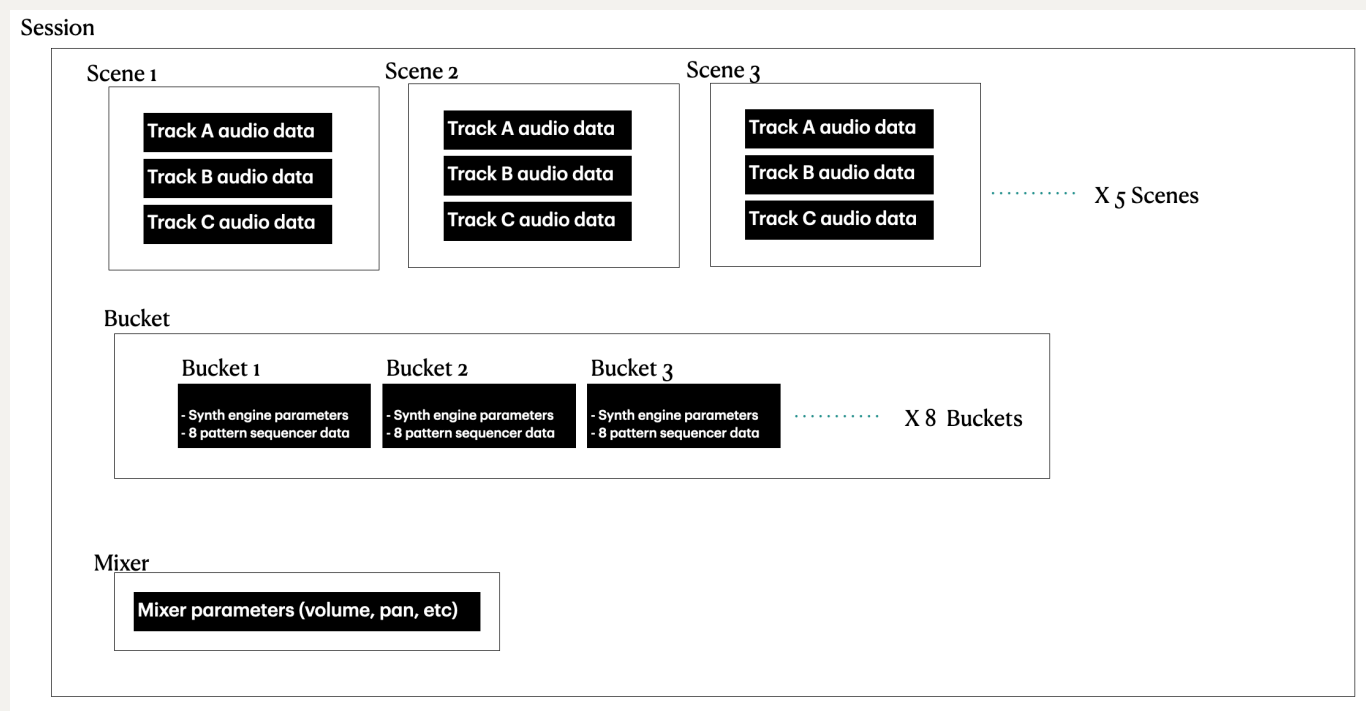 Session
Scene 1
Scene 2
Scene 3
Track A audio data
Track B audio data
Track C audio data
Track A audio data
Track B audio data
Track C audio data
Track A audio data
Track B audio data
Track C audio data
X 5 Scenes
Bucket
Bucket 1
- Synth engine parameters
- 8 pattern sequencer data
Bucket 2
- Synth engine parameters
- 8 pattern sequencer data
Bucket 3
- Synth engine parameters
- 8 pattern sequencer data
X 8 Buckets
Mixer
Mixer parameters (volume, pan, etc)